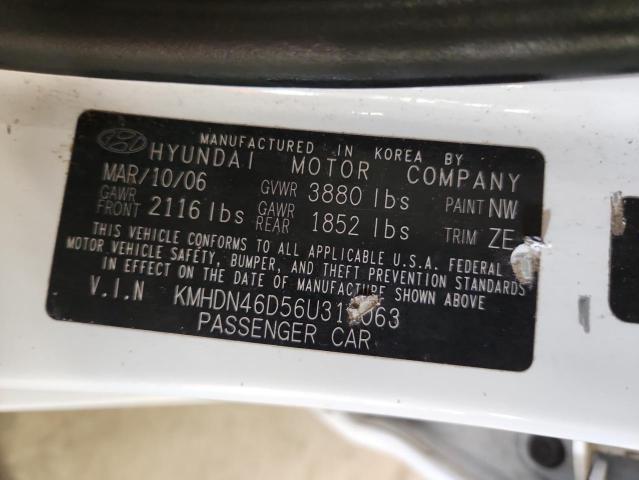 MANUFACTURED IN KOREA BY
HYUNDAI MOTOR COMPANY
MAR/10/06 GVWR 3880 lbs PAINT NW
GAWR FRONT 2116 lbs GAWR REAR 1852 lbs TRIM ZE
THIS VEHICLE CONFORMS TO ALL APPLICABLE U.S.A. FEDERAL
MOTOR VEHICLE SAFETY, BUMPER, AND THEFT PREVENTION STANDARDS
IN EFFECT ON THE DATE OF MANUFACTURE SHOWN ABOVE
V.I.N
PASSENGER CAR